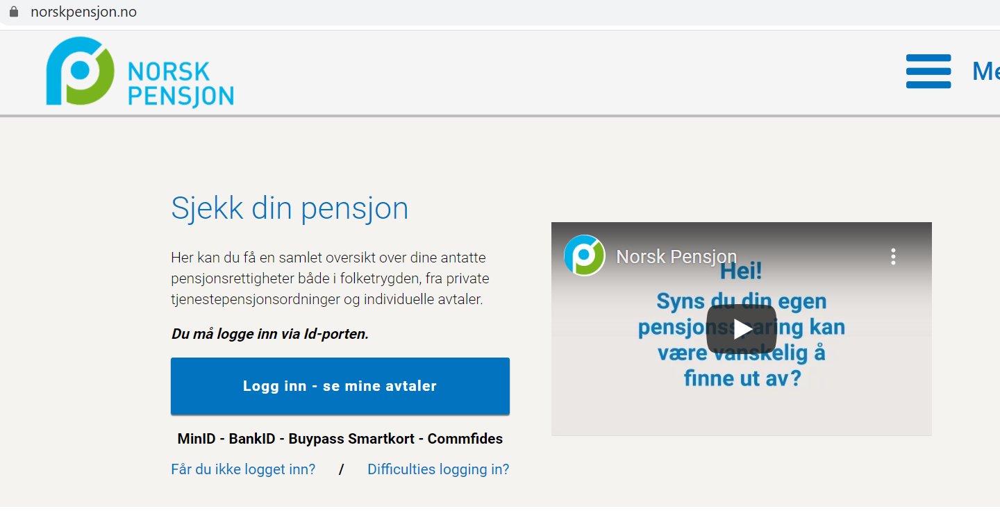 norskpensjon.no
NORSK
PENSJON
Me
Sjekk din pensjon
Her kan du få en samlet oversikt over dine antatte
pensjonsrettigheter både i folketrygden, fra private
tjenestepensjonsordninger og individuelle avtaler.
Du må logge inn via Id-porten.
Logg inn - se mine avtaler
MinID - BankID - Buypass Smartkort - Commfides
Får du ikke logget inn? / Difficulties logging in?
Norsk Pensjon
Hei!
Syns du din egen
pensjonssparing kan
være vanskelig å
finne ut av?